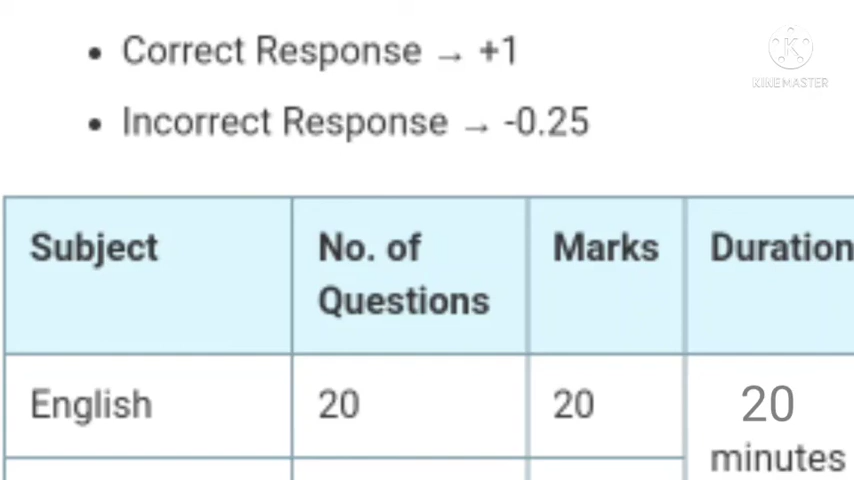 • Correct Response → +1
K
KINEMASTER
• Incorrect Response → -0.25
Subject No. of Questions Marks Duration
English 20 20 20 minutes